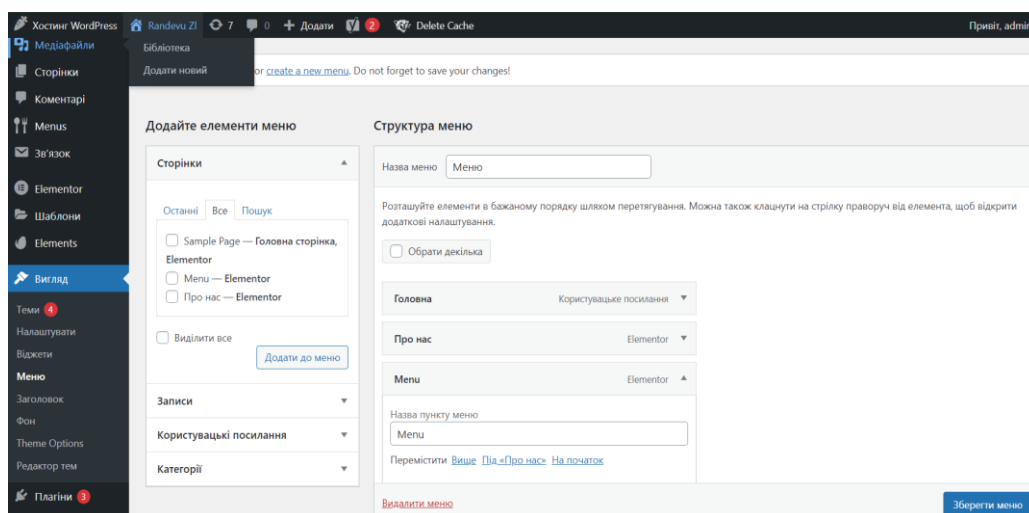 Хостинг WordPress Randevu ZI 7 0 Додати 2 Delete Cache Привіт, admin
Медіафайли
Сторінки
Коментарі
Menus
Зв'язок
Elementor
Шаблони
Elements
Вигляд
Теми 4
Налаштувати
Віджети
Меню
Заголовок
Фон
Theme Options
Редактор тем
Плагіни 3
Бібліотека
Додати новий
or create a new menu. Do not forget to save your changes!
Додайте елементи меню
Сторінки
Останні Все Пошук
Sample Page — Головна сторінка,
Elementor
Menu — Elementor
Про нас — Elementor
Виділити все
Додати до меню
Записи
Користувацькі посилання
Категорії
Структура меню
Назва меню Меню
Розташуйте елементи в бажаному порядку шляхом перетягування. Можна також клацнути на стрілку праворуч від елемента, щоб відкрити
додаткові налаштування.
Обрати декілька
Головна Користувацьке посилання
Про нас Elementor
Menu Elementor
Назва пункту меню
Menu
Перемістити Вище Під «Про нас» На початок
Видалити меню Зберегти меню